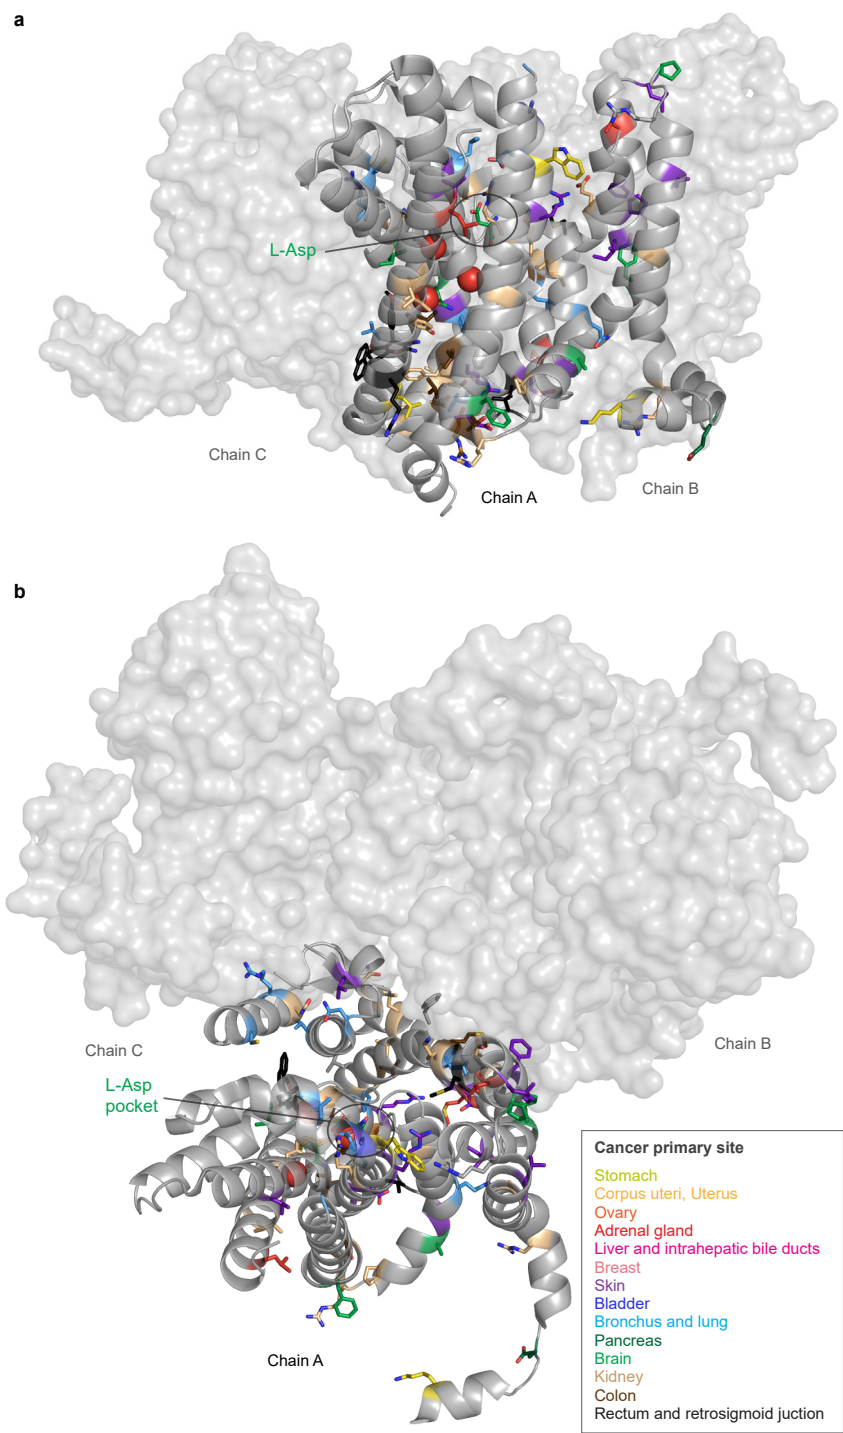 a
L-Asp
Chain C
Chain A
Chain B
b
Chain C
Chain B
L-Asp
pocket
Chain A
Cancer primary site
Stomach
Corpus uteri, Uterus
Ovary
Adrenal gland
Liver and intrahepatic bile ducts
Breast
Skin
Bladder
Bronchus and lung
Pancreas
Brain
Kidney
Colon
Rectum and retrosigmoid juction